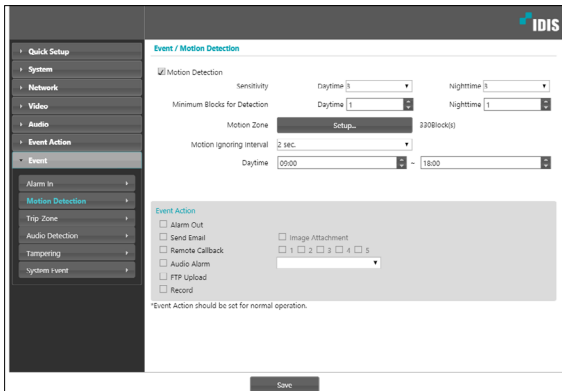 IDIS
Quick Setup
System
Network
Video
Audio
Event Action
Event
Alarm In
Motion Detection
Trip Zone
Audio Detection
Tampering
System Event
Event / Motion Detection
Motion Detection
Sensitivity Daytime 3 Nighttime 3
Minimum Blocks for Detection Daytime 1 Nighttime 1
Motion Zone Setup... 330Block(s)
Motion Ignoring Interval 2 sec.
Daytime 09:00 ~ 18:00
Event Action
Alarm Out
Send Email Image Attachment
Remote Callback 1 2 3 4 5
Audio Alarm
FTP Upload
Record
*Event Action should be set for normal operation.
Save